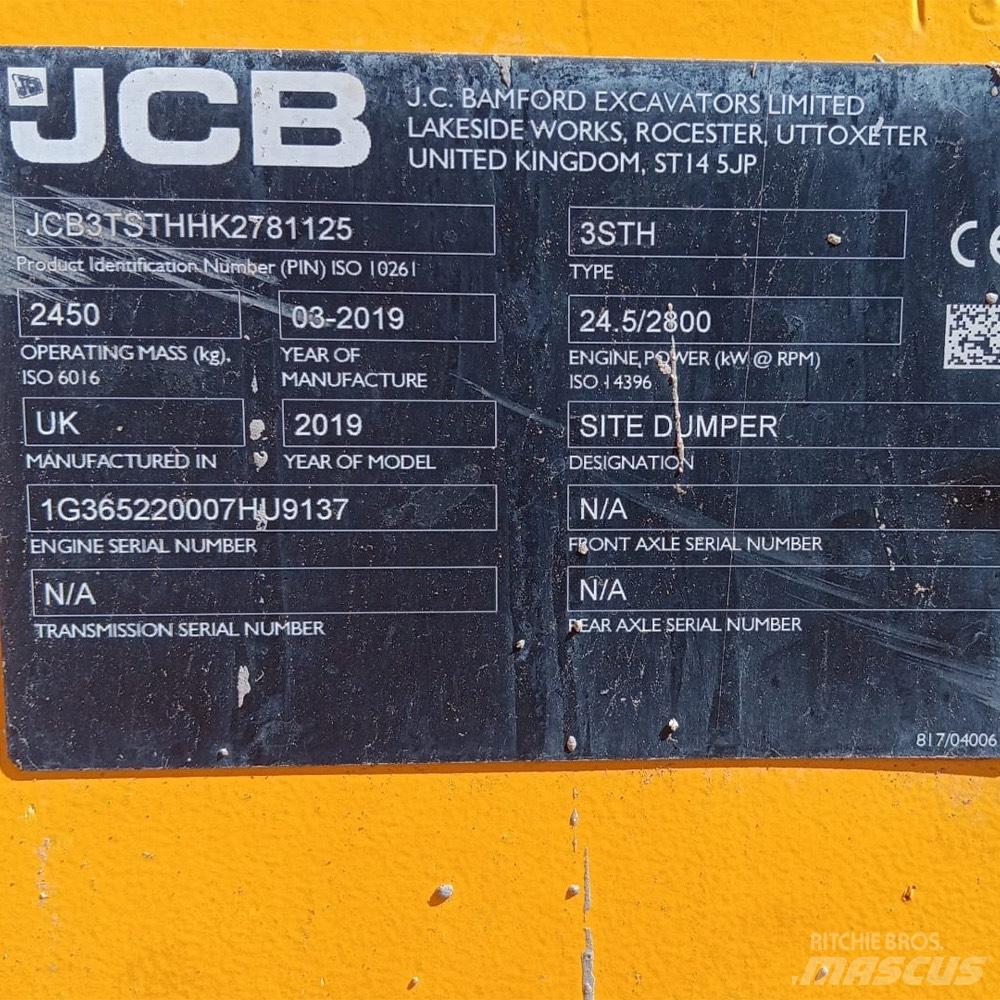 JCB
J.C. BAMFORD EXCAVATORS LIMITED
LAKESIDE WORKS, ROCESTER, UTTOXETER
UNITED KINGDOM, ST14 5JP
JCB3TSTHHK2781125
Product Identification Number (PIN) ISO 10261
3STH
TYPE
2450
OPERATING MASS (kg).
ISO 6016
03-2019
YEAR OF
MANUFACTURE
24.5/2800
ENGINE POWER (kW @ RPM)
ISO 14396
UK
MANUFACTURED IN
2019
YEAR OF MODEL
SITE DUMPER
DESIGNATION
1G365220007HU9137
ENGINE SERIAL NUMBER
N/A
FRONT AXLE SERIAL NUMBER
N/A
TRANSMISSION SERIAL NUMBER
N/A
REAR AXLE SERIAL NUMBER
817/04006
CE
RITCHIE BROS.
MASCUS